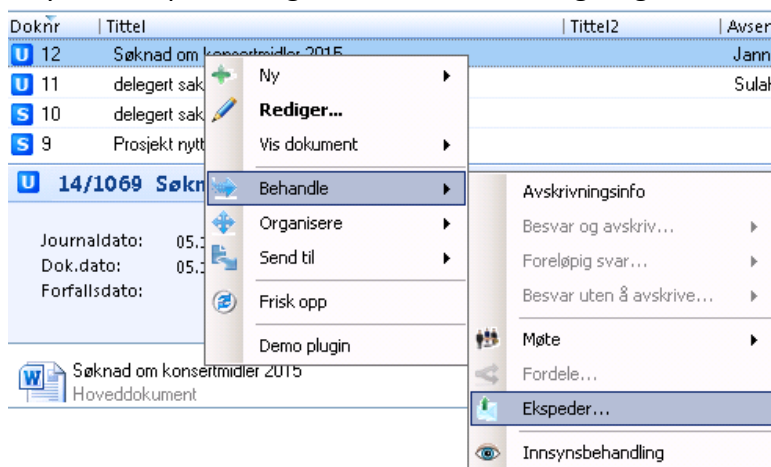 Doknr Tittel Tittel2 Avser
U 12 Søknad om konsertmidler 2015 Jann
U 11 delegert sak Sulal
S 10 delegert sak
S 9 Prosjekt nytt
Ny
Rediger...
Vis dokument
Behandle
Organisere
Send til
Frisk opp
Demo plugin
U 14/1069 Søkn
Journaldato: 05.
Dok.dato: 05.
Forfallsdato:
Avskrivningsinfo
Besvar og avskriv...
Foreløpig svar...
Besvar uten å avskrive...
Møte
Fordele...
Ekspeder...
Innsynsbehandling
W Søknad om konsertmidler 2015
Hoveddokument